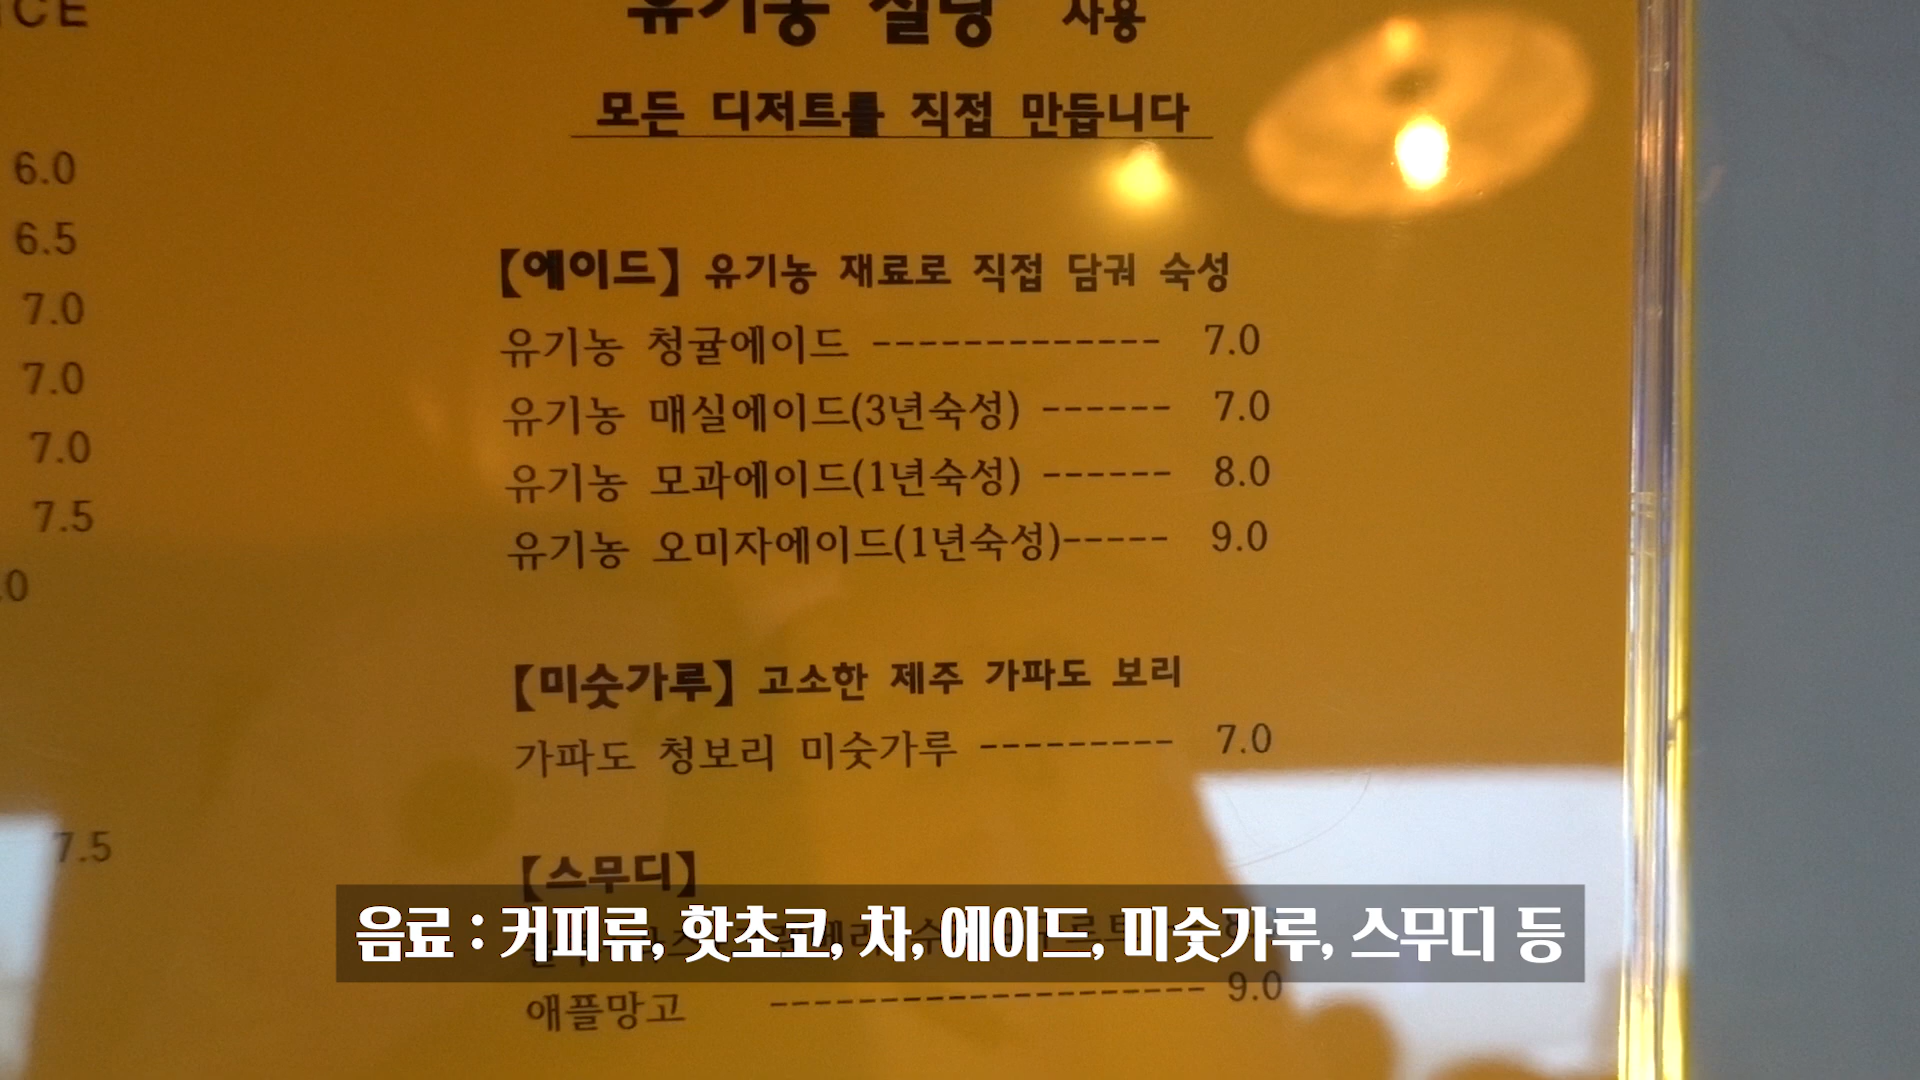 유기농 설탕 사용
모든 디저트를 직접 만듭니다
6.0
6.5
7.0
7.0
7.0
7.5
7.5
【에이드】 유기농 재료로 직접 담궈 숙성
유기농 청귤에이드 ------------- 7.0
유기농 매실에이드(3년숙성) ------ 7.0
유기농 모과에이드(1년숙성) ------ 8.0
유기농 오미자에이드(1년숙성)----- 9.0
【미숫가루】 고소한 제주 가파도 보리
가파도 청보리 미숫가루 --------- 7.0
【스무디】
음료 : 커피류, 핫초코, 차, 에이드, 미숫가루, 스무디 등
애플망고 -------------------- 9.0